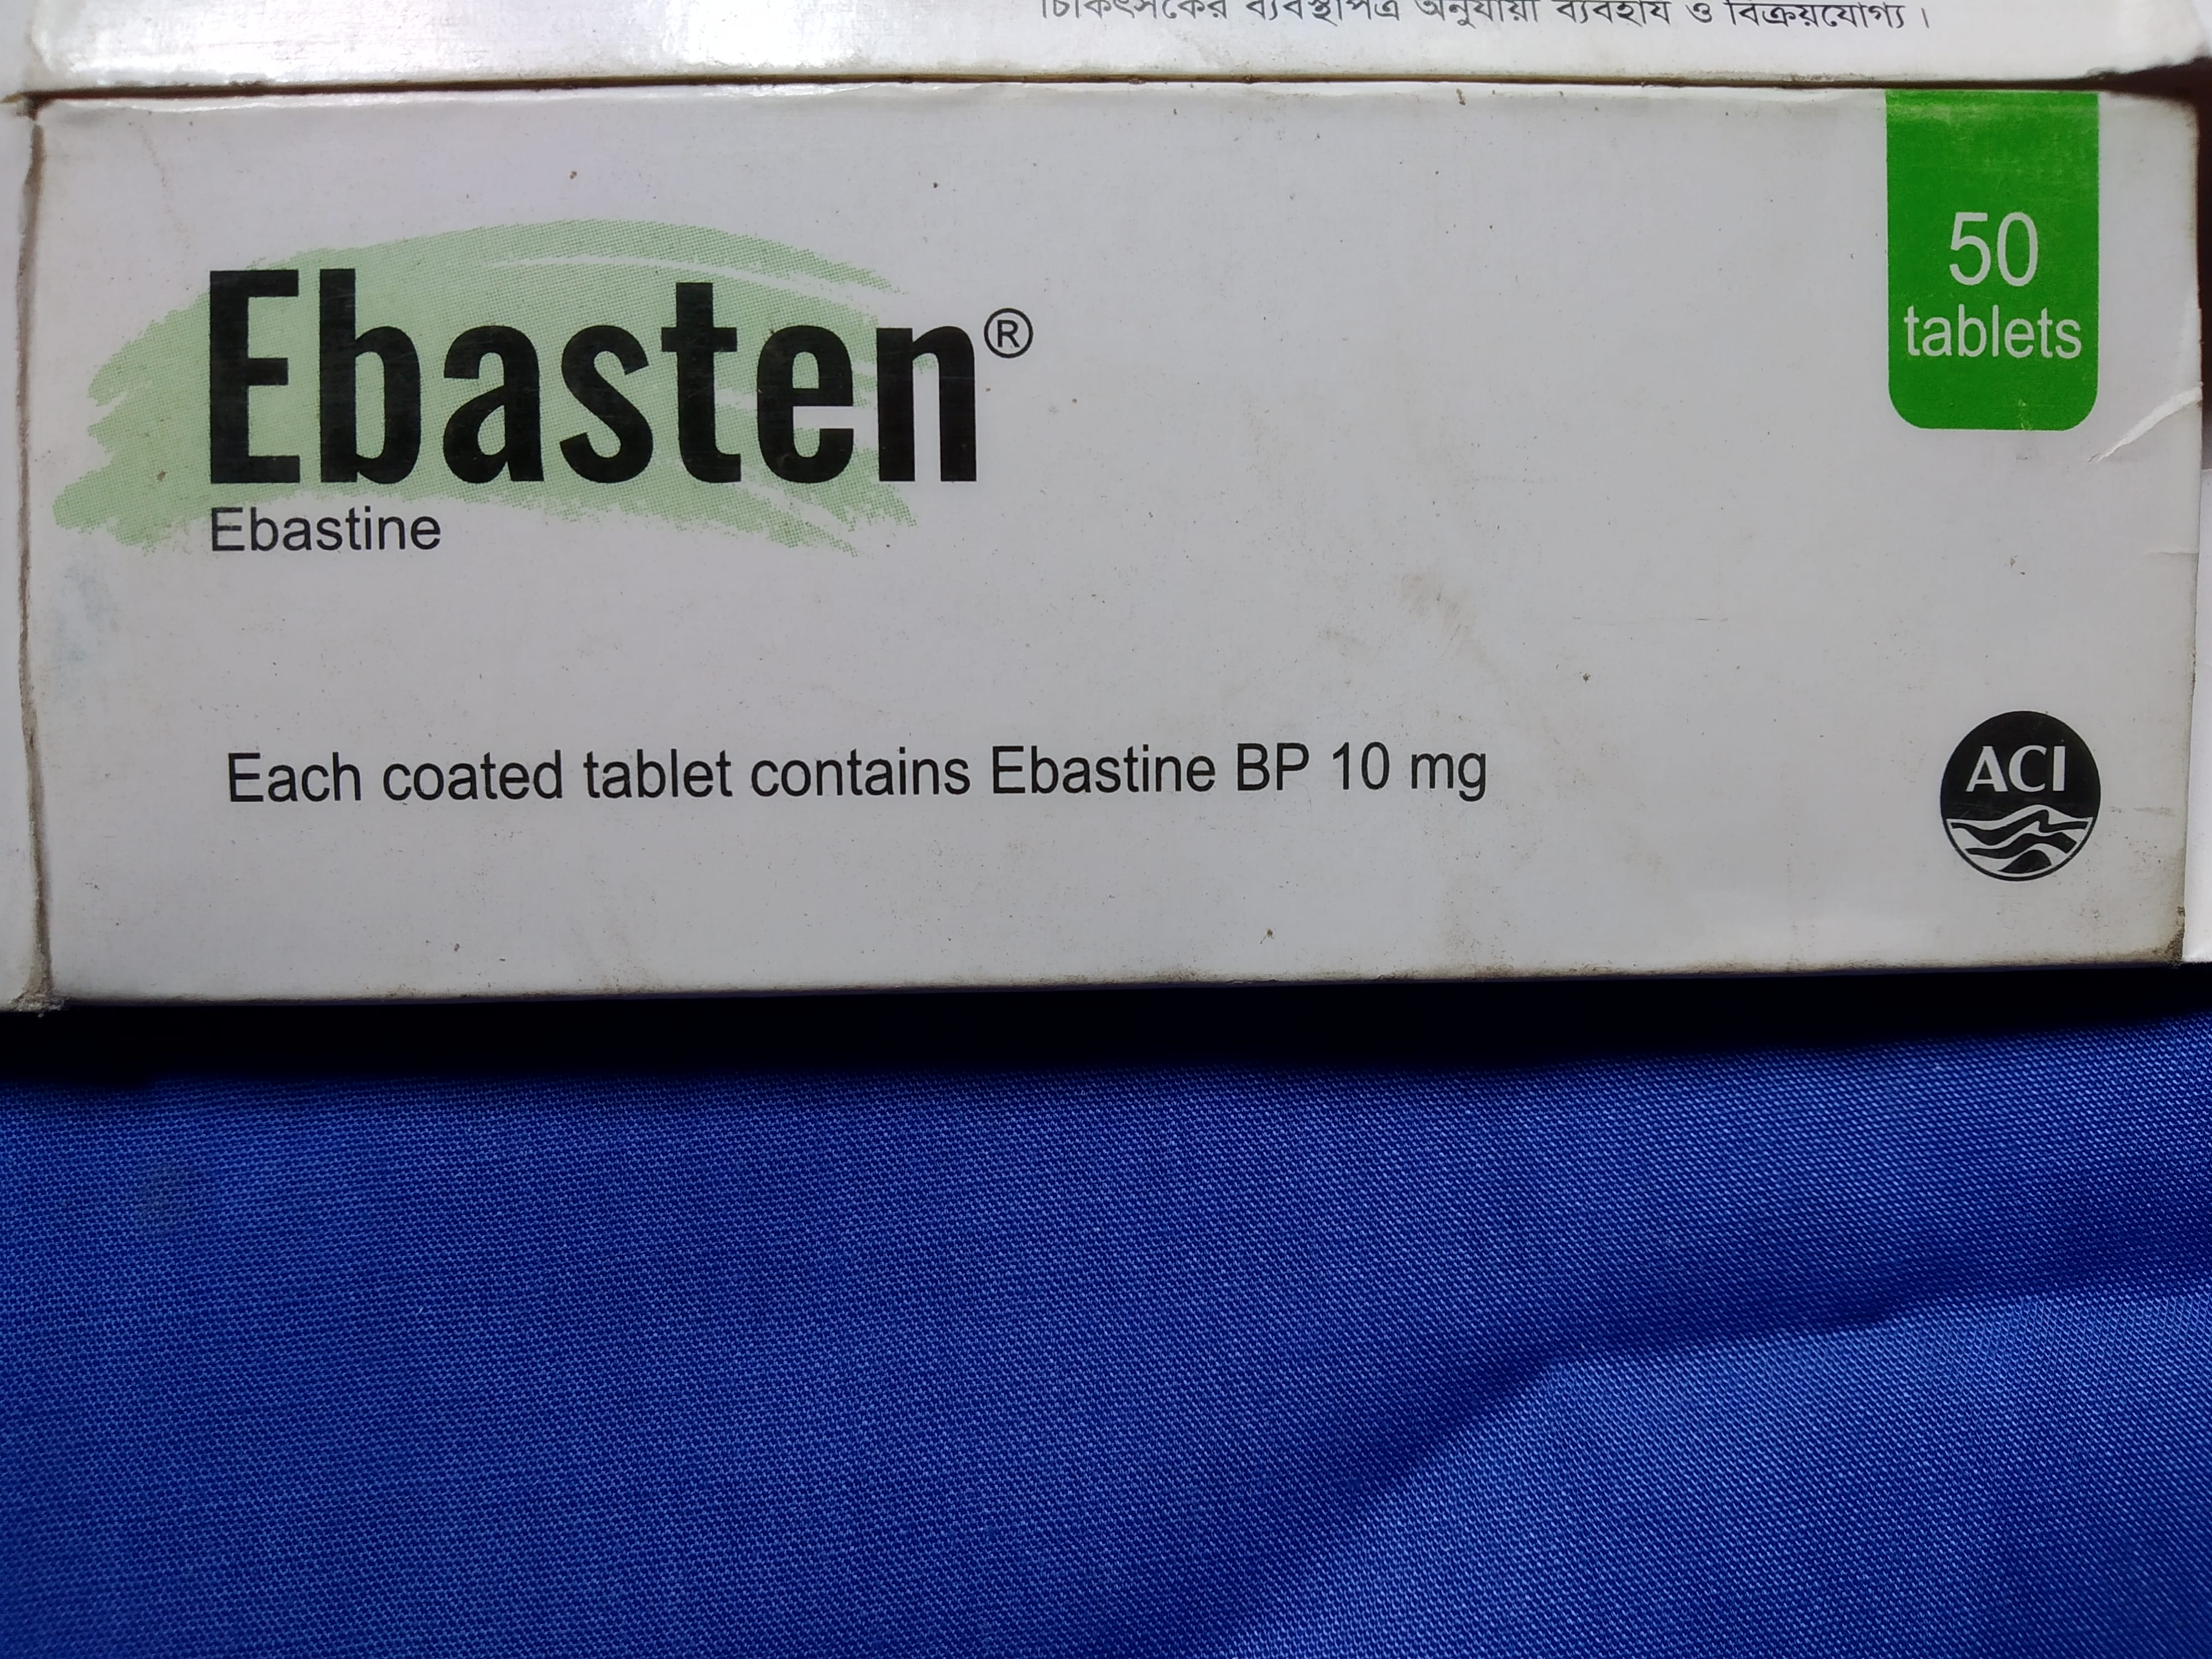 চিকিৎসকের ব্যবস্থাপত্র অনুযায়ী ব্যবহার্য ও বিক্রয়যোগ্য।
50
tablets
Ebasten®
Ebastine
Each coated tablet contains Ebastine BP 10 mg
ACI